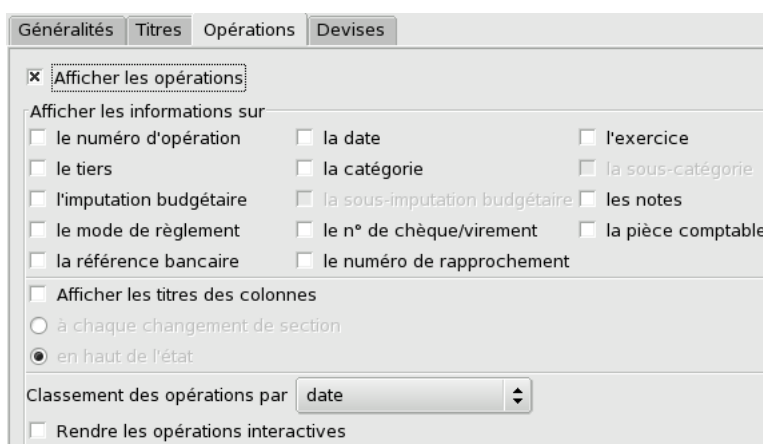 Généralités Titres Opérations Devises
Afficher les opérations
Afficher les informations sur
le numéro d'opération la date l'exercice
le tiers la catégorie la sous-catégorie
l'imputation budgétaire la sous-imputation budgétaire les notes
le mode de règlement le n° de chèque/virement la pièce comptable
la référence bancaire le numéro de rapprochement
Afficher les titres des colonnes
à chaque changement de section
en haut de l'état
Classement des opérations par date
Rendre les opérations interactives